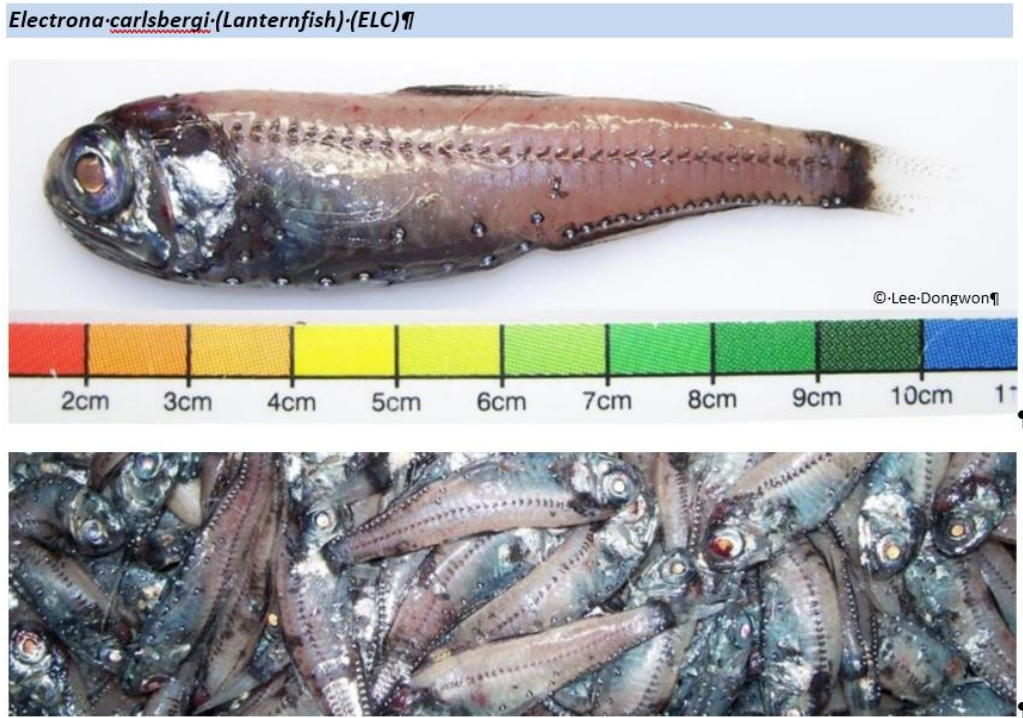 Electrona·carlsbergi·(Lanternfish)·(ELC)¶
©·Lee·Dongwon¶
2cm 3cm 4cm 5cm 6cm 7cm 8cm 9cm 10cm
¶